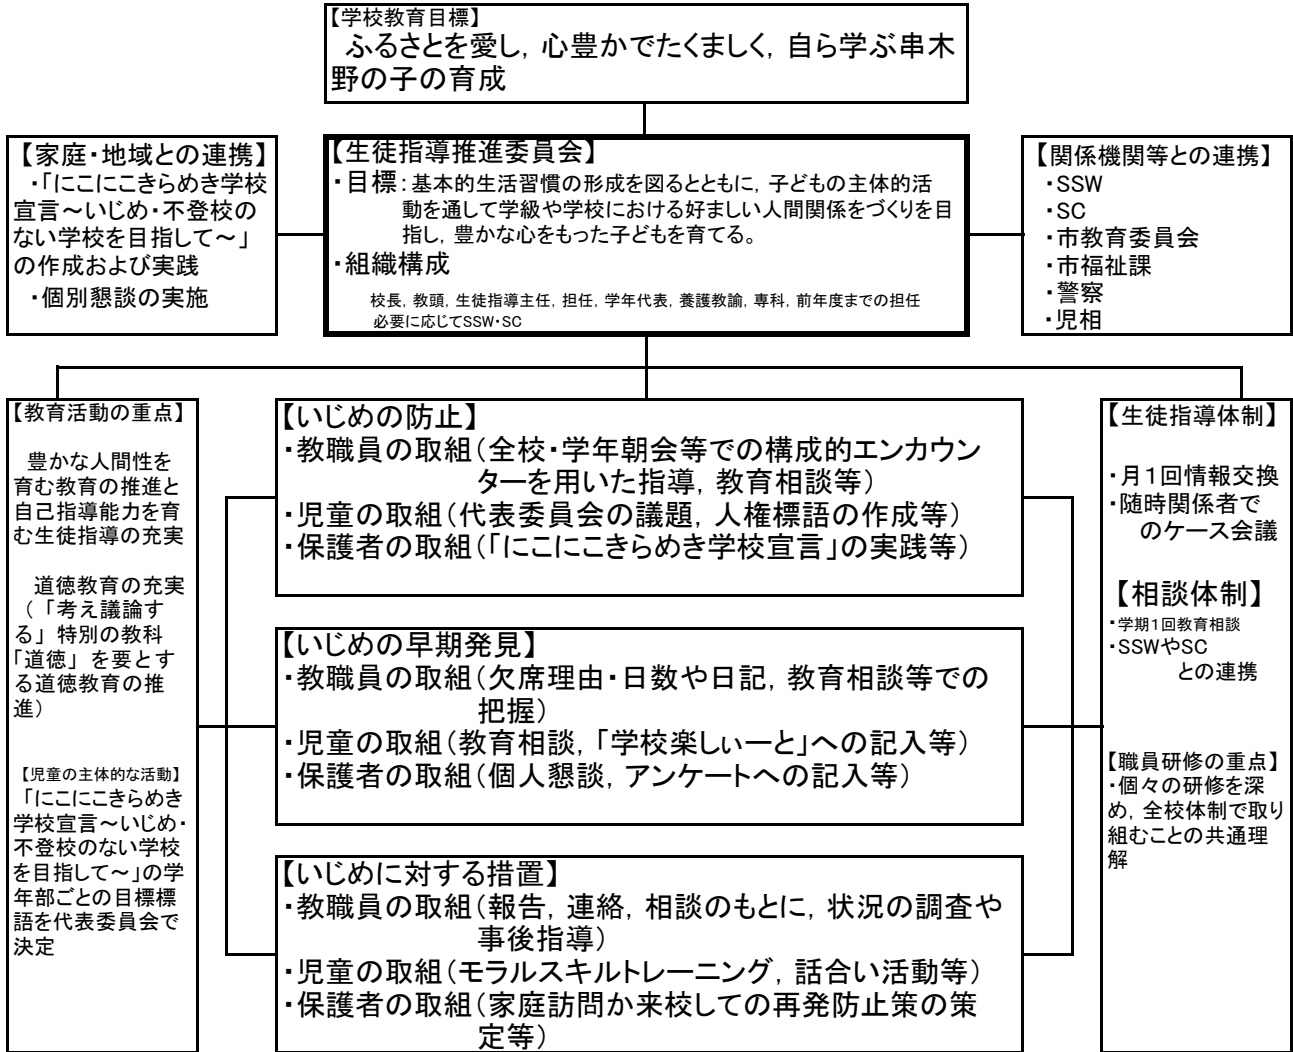 【学校教育目標】
ふるさとを愛し，心豊かでたくましく，自ら学ぶ串木
野の子の育成
【家庭・地域との連携】
・「にこにこきらめき学校
宣言～いじめ・不登校の
ない学校を目指して～」
の作成および実践
・個別懇談の実施
【生徒指導推進委員会】
・目標：基本的生活習慣の形成を図るとともに，子どもの主体的活
動を通して学級や学校における好ましい人間関係をづくりを目
指し，豊かな心をもった子どもを育てる。
・組織構成
校長，教頭，生徒指導主任，担任，学年代表，養護教諭，専科，前年度までの担任
必要に応じてSSW・SC
【関係機関等との連携】
・SSW
・SC
・市教育委員会
・市福祉課
・警察
・児相
【教育活動の重点】
豊かな人間性を
育む教育の推進と
自己指導能力を育
む生徒指導の充実
道徳教育の充実
（「考え議論す
る」特別の教科
「道徳」を要とす
る道徳教育の推
進）
【児童の主体的な活動】
「にこにこきらめき
学校宣言～いじめ・
不登校のない学校
を目指して～」の学
年部ごとの目標標
語を代表委員会で
決定
【いじめの防止】
・教職員の取組（全校・学年朝会等での構成的エンカウン
ターを用いた指導，教育相談等）
・児童の取組（代表委員会の議題，人権標語の作成等）
・保護者の取組（「にこにこきらめき学校宣言」の実践等）
【いじめの早期発見】
・教職員の取組（欠席理由・日数や日記，教育相談等での
把握）
・児童の取組（教育相談，「学校楽しぃーと」への記入等）
・保護者の取組（個人懇談，アンケートへの記入等）
【いじめに対する措置】
・教職員の取組（報告，連絡，相談のもとに，状況の調査や
事後指導）
・児童の取組（モラルスキルトレーニング，話合い活動等）
・保護者の取組（家庭訪問か来校しての再発防止策の策
定等）
【生徒指導体制】
・月１回情報交換
・随時関係者で
のケース会議
【相談体制】
・学期１回教育相談
・SSWやSC
との連携
【職員研修の重点】
・個々の研修を深
め，全校体制で取り
組むことの共通理
解